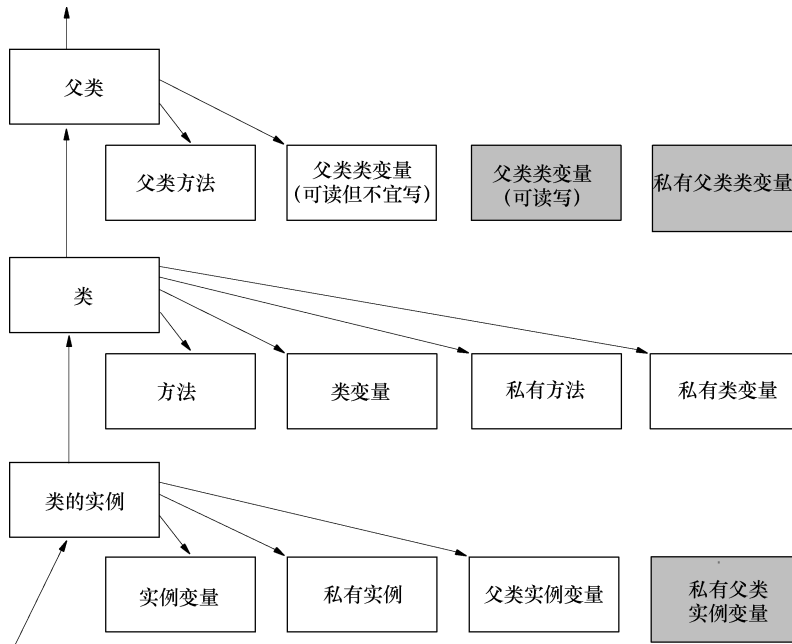 父类
父类方法
父类类变量
(可读但不宜写)
父类类变量
(可读写)
私有父类类变量
类
方法
类变量
私有方法
私有类变量
类的实例
实例变量
私有实例
父类实例变量
私有父类
实例变量